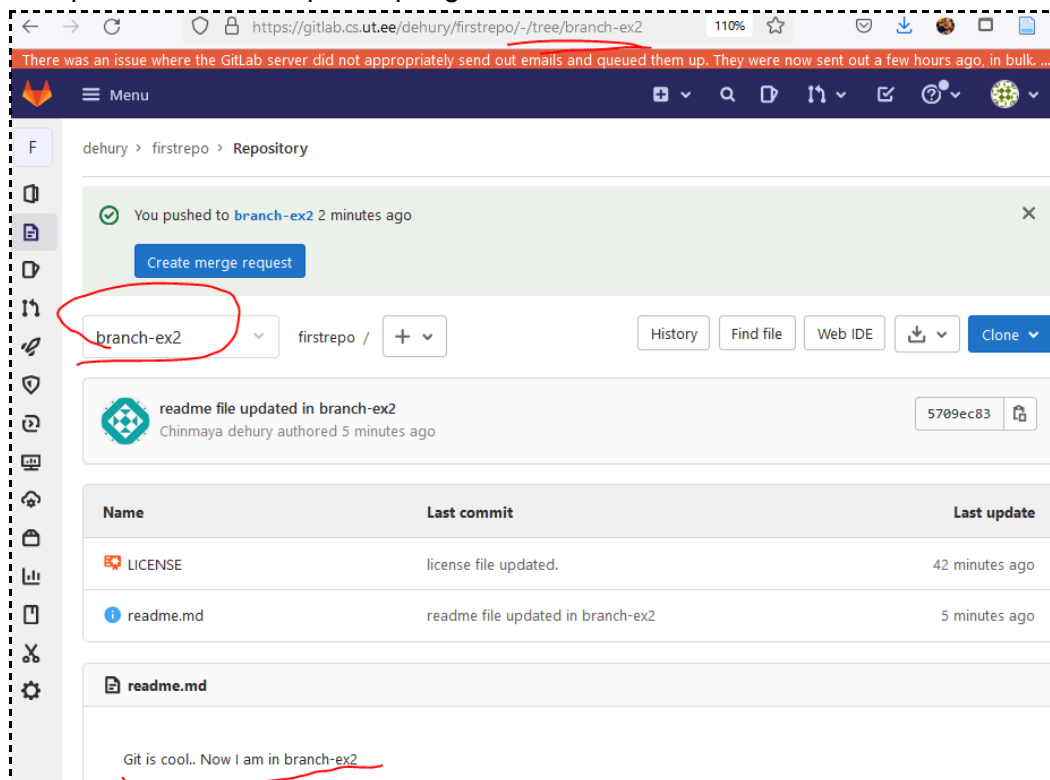 https://gitlab.cs.ut.ee/dehury/firstrepo/-/tree/branch-ex2 110%
There was an issue where the GitLab server did not appropriately send out emails and queued them up. They were now sent out a few hours ago, in bulk. ...
Menu
F
dehury > firstrepo > Repository
You pushed to branch-ex2 2 minutes ago
Create merge request
branch-ex2 firstrepo / + History Find file Web IDE Clone
readme file updated in branch-ex2
Chinmaya dehury authored 5 minutes ago
5709ec83
Name Last commit Last update
LICENSE license file updated. 42 minutes ago
readme.md readme file updated in branch-ex2 5 minutes ago
readme.md
Git is cool.. Now I am in branch-ex2